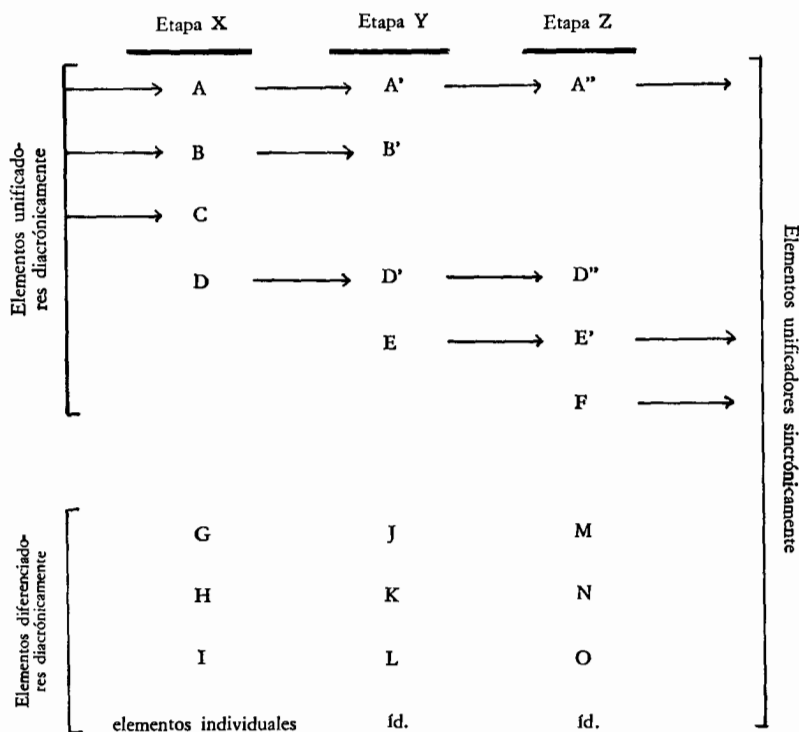 Etapa X Etapa Y Etapa Z
A A' A"
B B'
C
D D' D"
E E'
F
Elementos unificado-
res diacrónicamente
G J M
H K N
I L O
elementos individuales íd. íd.
Elementos diferenciado-
res diacrónicamente
Elementos unificadores sincrónicamente